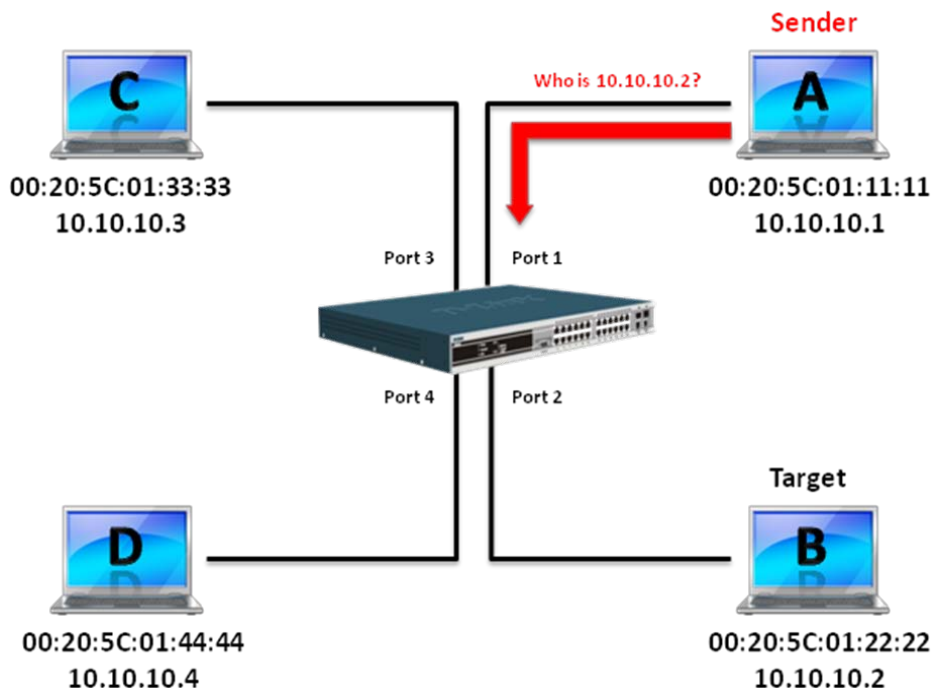 Sender
Who is 10.10.10.2?
C
A
00:20:5C:01:33:33
10.10.10.3
00:20:5C:01:11:11
10.10.10.1
Port 3
Port 1
Port 4
Port 2
Target
D
B
00:20:5C:01:44:44
10.10.10.4
00:20:5C:01:22:22
10.10.10.2